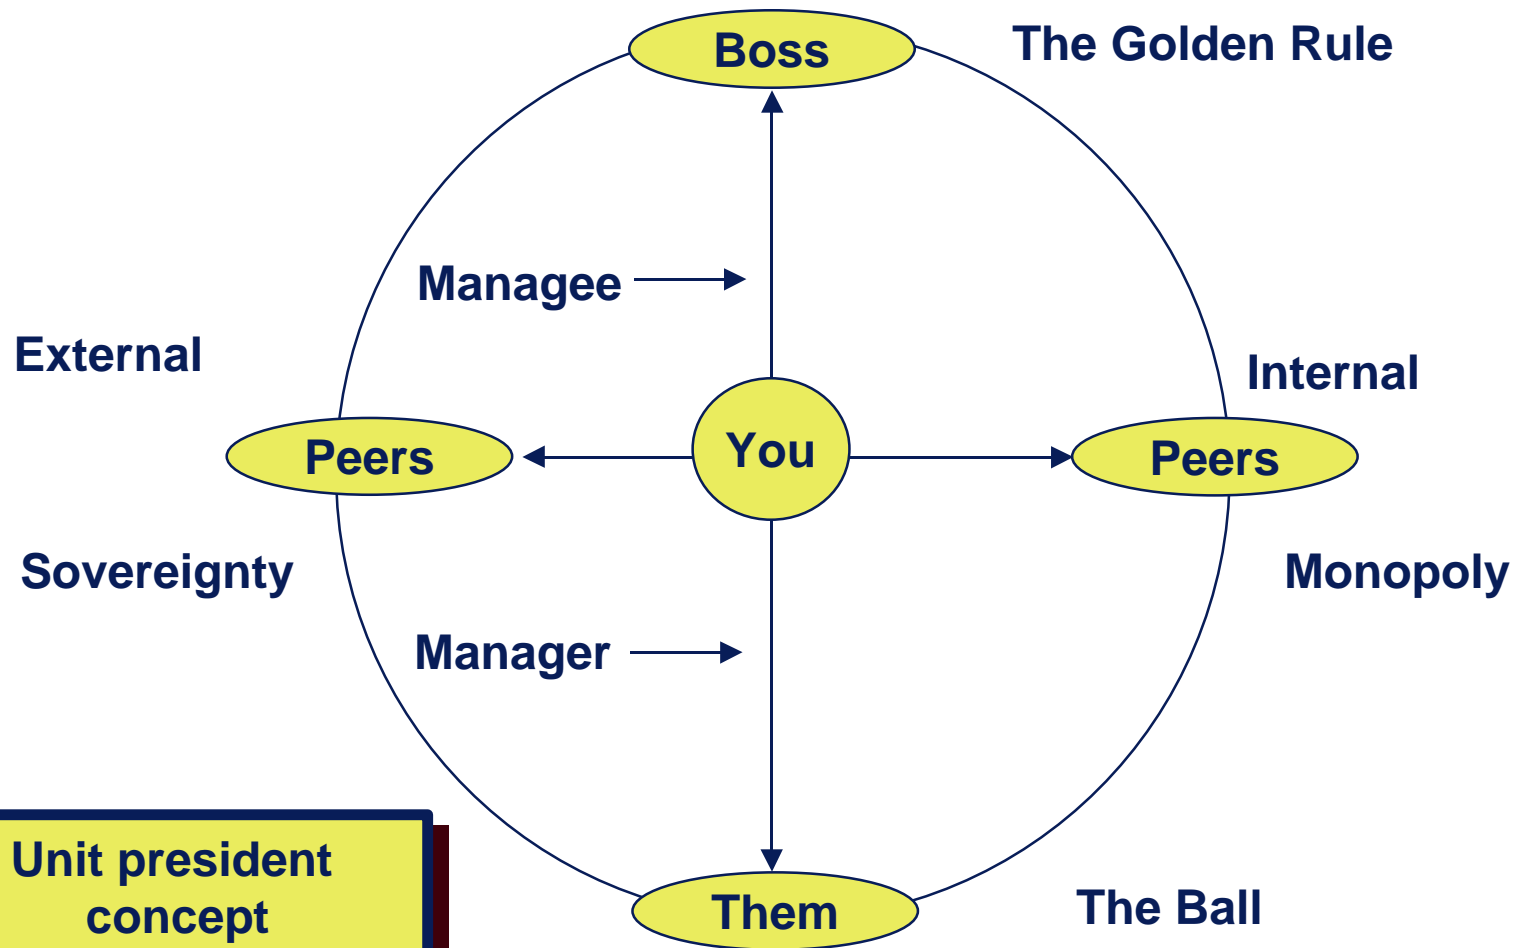 Boss
The Golden Rule
Managee
External
Internal
Peers
You
Peers
Sovereignty
Monopoly
Manager
Unit president
concept
Them
The Ball